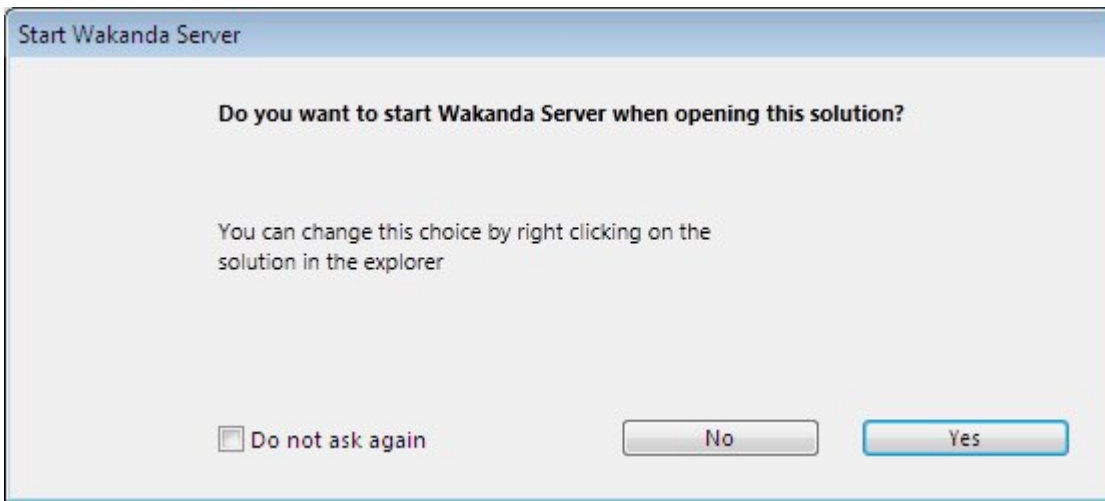 Start Wakanda Server
Do you want to start Wakanda Server when opening this solution?
You can change this choice by right clicking on the
solution in the explorer
Do not ask again
No
Yes